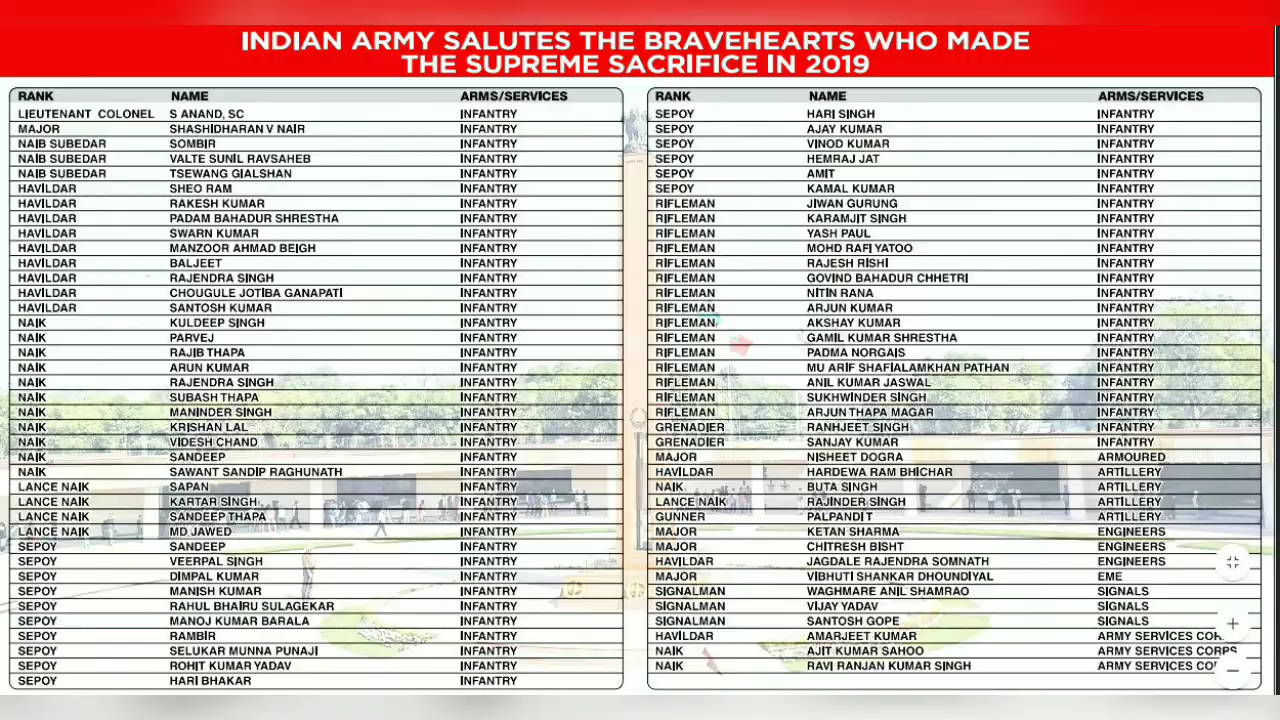 INDIAN ARMY SALUTES THE BRAVEHEARTS WHO MADE
THE SUPREME SACRIFICE IN 2019
RANK NAME ARMS/SERVICES
LIEUTENANT COLONEL S ANAND, SC INFANTRY
MAJOR SHASHIDHARAN V NAIR INFANTRY
NAIB SUBEDAR SOMBIR INFANTRY
NAIB SUBEDAR VALTE SUNIL RAVSAHEB INFANTRY
NAIB SUBEDAR TSEWANG GIALSHAN INFANTRY
HAVILDAR SHEO RAM INFANTRY
HAVILDAR RAKESH KUMAR INFANTRY
HAVILDAR PADAM BAHADUR SHRESTHA INFANTRY
HAVILDAR SWARN KUMAR INFANTRY
HAVILDAR MANZOOR AHMAD BEIGH INFANTRY
HAVILDAR BALJEET INFANTRY
HAVILDAR RAJENDRA SINGH INFANTRY
HAVILDAR CHOUGULE JOTIBA GANAPATI INFANTRY
HAVILDAR SANTOSH KUMAR INFANTRY
NAIK KULDEEP SINGH INFANTRY
NAIK PARVEJ INFANTRY
NAIK RAJIB THAPA INFANTRY
NAIK ARUN KUMAR INFANTRY
NAIK RAJENDRA SINGH INFANTRY
NAIK SUBASH THAPA INFANTRY
NAIK MANINDER SINGH INFANTRY
NAIK KRISHAN LAL INFANTRY
NAIK VIDESH CHAND INFANTRY
NAIK SANDEEP INFANTRY
NAIK SAWANT SANDIP RAGHUNATH INFANTRY
LANCE NAIK SAPAN INFANTRY
LANCE NAIK KARTAR SINGH INFANTRY
LANCE NAIK SANDEEP THAPA INFANTRY
LANCE NAIK MD JAWED INFANTRY
SEPOY SANDEEP INFANTRY
SEPOY VEERPAL SINGH INFANTRY
SEPOY DIMPAL KUMAR INFANTRY
SEPOY MANISH KUMAR INFANTRY
SEPOY RAHUL BHAIRU SULAGEKAR INFANTRY
SEPOY MANOJ KUMAR BARALA INFANTRY
SEPOY RAMBIR INFANTRY
SEPOY SELUKAR MUNNA PUNAJI INFANTRY
SEPOY ROHIT KUMAR YADAV INFANTRY
SEPOY HARI BHAKAR INFANTRY
RANK NAME ARMS/SERVICES
SEPOY HARI SINGH INFANTRY
SEPOY AJAY KUMAR INFANTRY
SEPOY VINOD KUMAR INFANTRY
SEPOY HEMRAJ JAT INFANTRY
SEPOY AMIT INFANTRY
SEPOY KAMAL KUMAR INFANTRY
RIFLEMAN JIWAN GURUNG INFANTRY
RIFLEMAN KARAMJIT SINGH INFANTRY
RIFLEMAN YASH PAUL INFANTRY
RIFLEMAN MOHD RAFI YATOO INFANTRY
RIFLEMAN RAJESH RISHI INFANTRY
RIFLEMAN GOVIND BAHADUR CHHETRI INFANTRY
RIFLEMAN NITIN RANA INFANTRY
RIFLEMAN ARJUN KUMAR INFANTRY
RIFLEMAN AKSHAY KUMAR INFANTRY
RIFLEMAN GAMIL KUMAR SHRESTHA INFANTRY
RIFLEMAN PADMA NORGAIS INFANTRY
RIFLEMAN MU ARIF SHAFIALAMKHAN PATHAN INFANTRY
RIFLEMAN ANIL KUMAR JASWAL INFANTRY
RIFLEMAN SUKHWINDER SINGH INFANTRY
RIFLEMAN ARJUN THAPA MAGAR INFANTRY
GRENADIER RANHJEET SINGH INFANTRY
GRENADIER SANJAY KUMAR INFANTRY
MAJOR NISHEET DOGRA ARMOURED
HAVILDAR HARDEWA RAM BHICHAR ARTILLERY
NAIK BUTA SINGH ARTILLERY
LANCE NAIK RAJINDER SINGH ARTILLERY
GUNNER PALPANDI T ARTILLERY
MAJOR KETAN SHARMA ENGINEERS
MAJOR CHITRESH BISHT ENGINEERS
HAVILDAR JAGDALE RAJENDRA SOMNATH ENGINEERS
MAJOR VIBHUTI SHANKAR DHOUNDIYAL EME
SIGNALMAN WAGHMARE ANIL SHAMRAO SIGNALS
SIGNALMAN VIJAY YADAV SIGNALS
SIGNALMAN SANTOSH GOPE SIGNALS
HAVILDAR AMARJEET KUMAR ARMY SERVICES
NAIK AJIT KUMAR SAHOO ARMY SERVICES CORPS
NAIK RAVI RANJAN KUMAR SINGH ARMY SERVICES